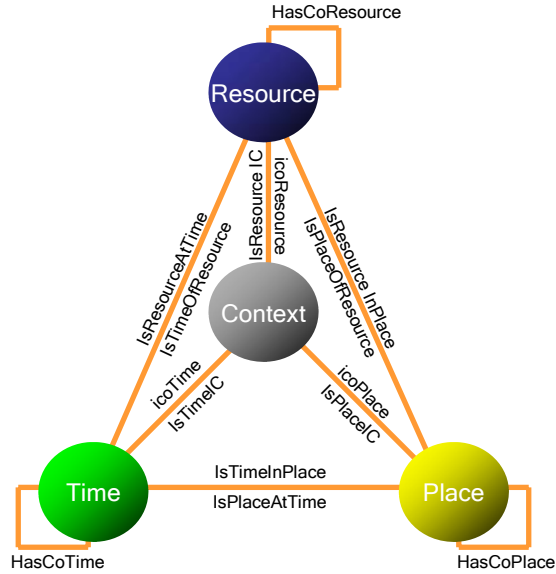 HasCoResource
Resource
IsResource IC
icoResource
IsResourceAtTime
IsTimeOfResource
IsResource InPlace
IsPlaceOfResource
Context
icoTime
IsTimeIC
icoPlace
IsPlaceIC
Time
IsTimeInPlace
IsPlaceAtTime
Place
HasCoTime
HasCoPlace